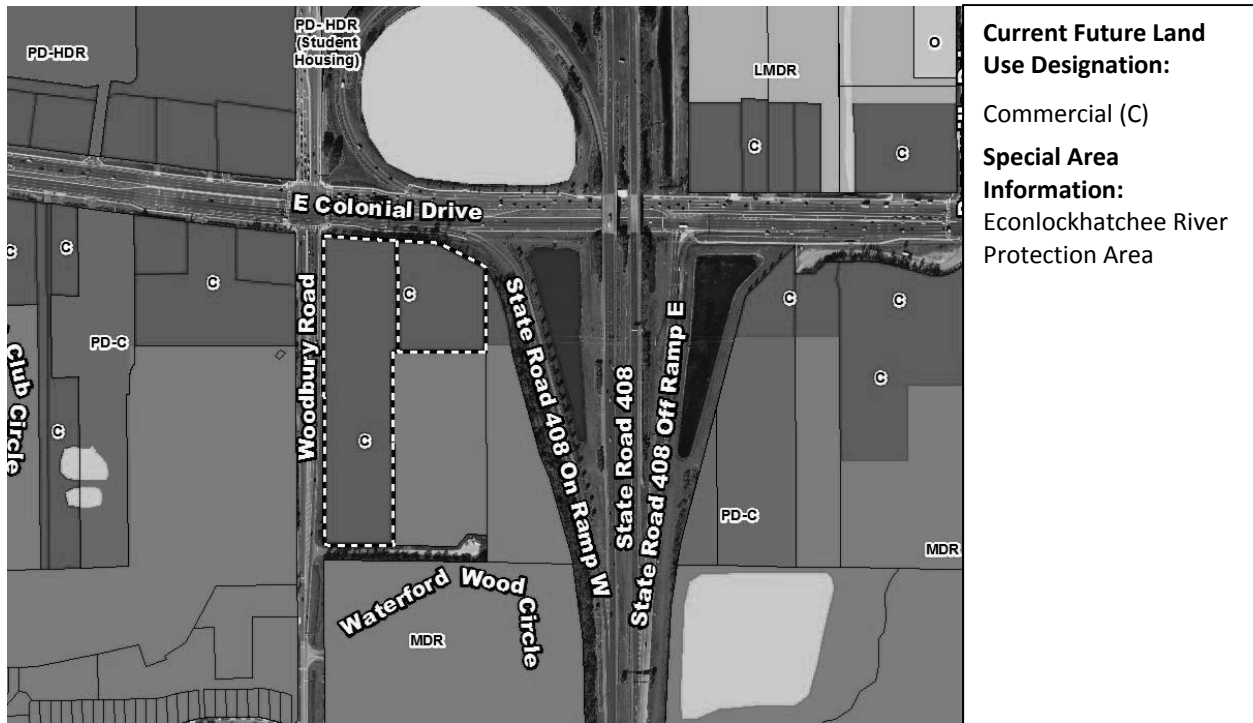 PD-HDR
PD-HDR
(Student
Housing)
LMDR
O
C
C
E Colonial Drive
C
C
C
C
C
C
C
PD-C
Club Circle
C
C
C
Woodbury Road
State Road 408 On Ramp W
State Road 408
State Road 408 Off Ramp E
PD-C
MDR
Waterford Wood Circle
MDR
Current Future Land
Use Designation:
Commercial (C)
Special Area
Information:
Econlockhatchee River
Protection Area